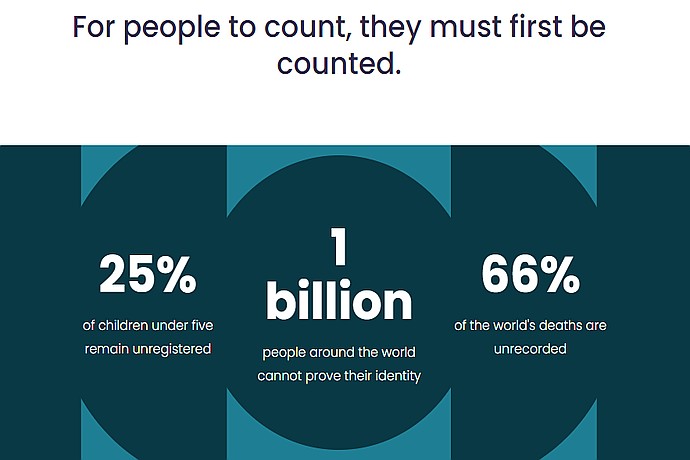 For people to count, they must first be
counted.
25%
of children under five
remain unregistered
1
billion
people around the world
cannot prove their identity
66%
of the world's deaths are
unrecorded